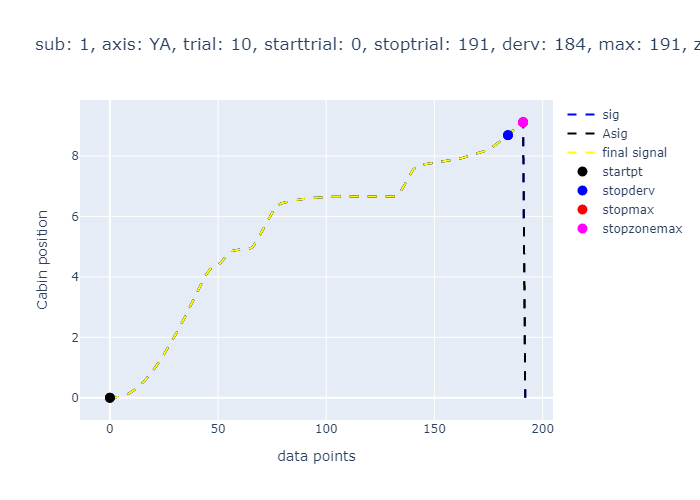 sub: 1, axis: YA, trial: 10, starttrial: 0, stoptrial: 191, derv: 184, max: 191, z
8
6
4
2
0
Cabin position
0 50 100 150 200
data points
sig
Asig
final signal
startpt
stopderv
stopmax
stopzonemax